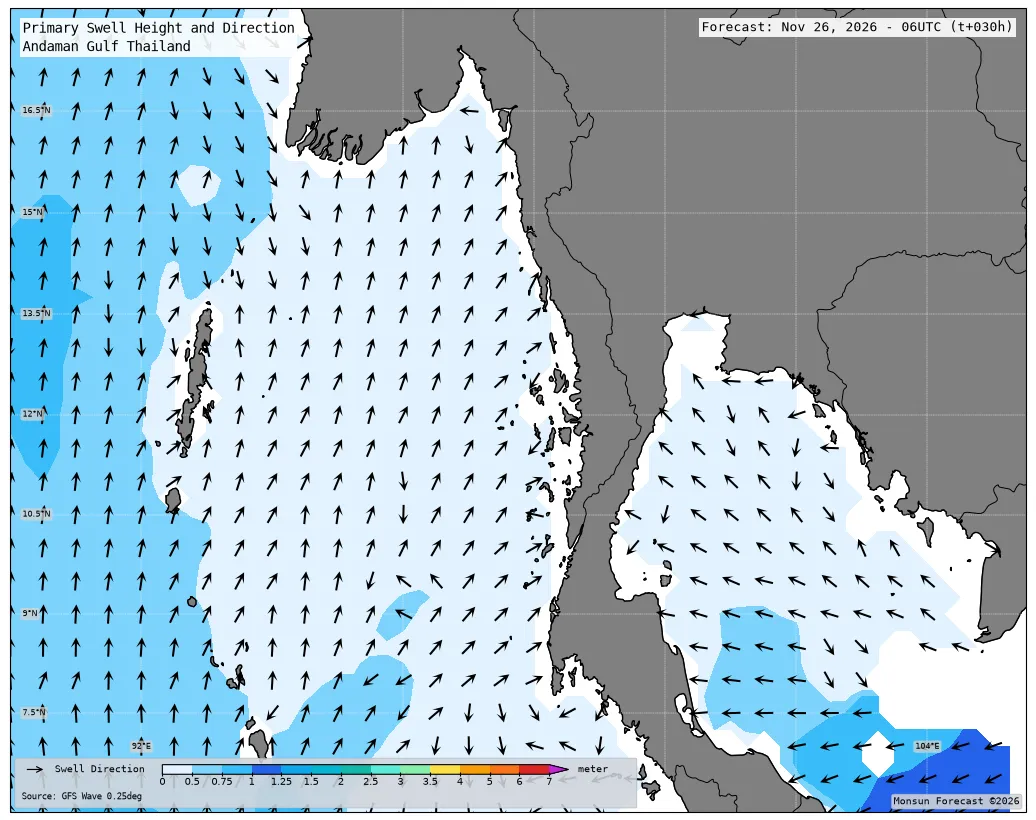 Primary Swell Height and Direction
Andaman Gulf Thailand
Forecast: Nov 26, 2026 - 06UTC (t+030h)
16.5°N
15°N
13.5°N
12°N
10.5°N
9°N
7.5°N
92°E
104°E
Swell Direction
meter
0 0.5 0.75 1 1.25 1.5 2 2.5 3 3.5 4 5 6 7
Source: GFS Wave 0.25deg
Monsun Forecast ©2026